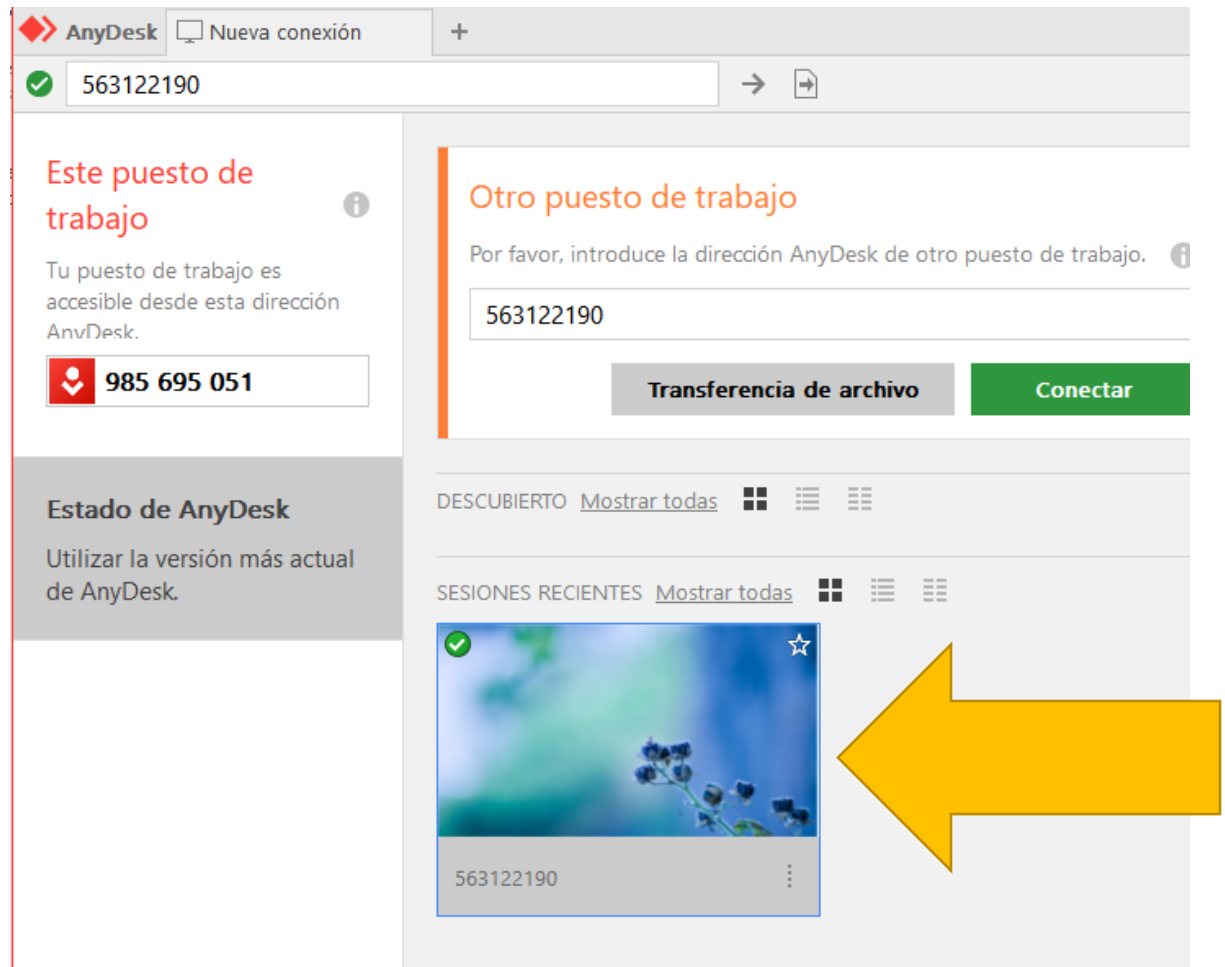 AnyDesk Nueva conexión +
563122190
Este puesto de
trabajo
Tu puesto de trabajo es
accesible desde esta dirección
AnyDesk.
985 695 051
Estado de AnyDesk
Utilizar la versión más actual
de AnyDesk.
Otro puesto de trabajo
Por favor, introduce la dirección AnyDesk de otro puesto de trabajo.
563122190
Transferencia de archivo Conectar
DESCUBIERTO Mostrar todas
SESIONES RECIENTES Mostrar todas
563122190